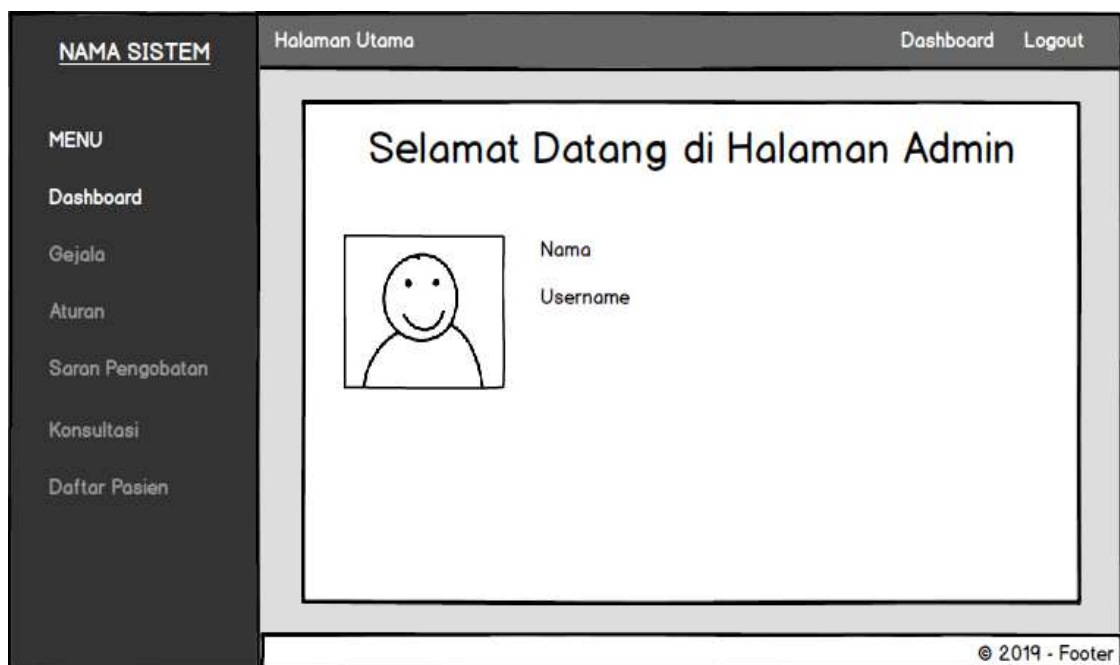 NAMA SISTEM
MENU
Dashboard
Gejala
Aturan
Saran Pengobatan
Konsultasi
Daftar Pasien
Halaman Utama
Dashboard
Logout
Selamat Datang di Halaman Admin
Nama
Username
© 2019 - Footer